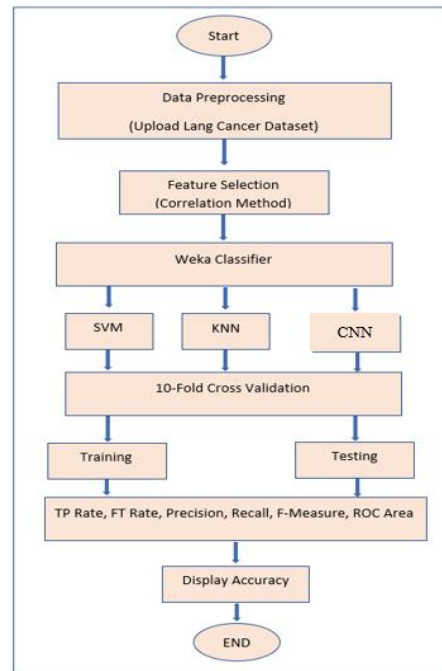 Start
Data Preprocessing
(Upload Lang Cancer Dataset)
Feature Selection
(Correlation Method)
Weka Classifier
SVM
KNN
CNN
10-Fold Cross Validation
Training
Testing
TP Rate, FT Rate, Precision, Recall, F-Measure, ROC Area
Display Accuracy
END